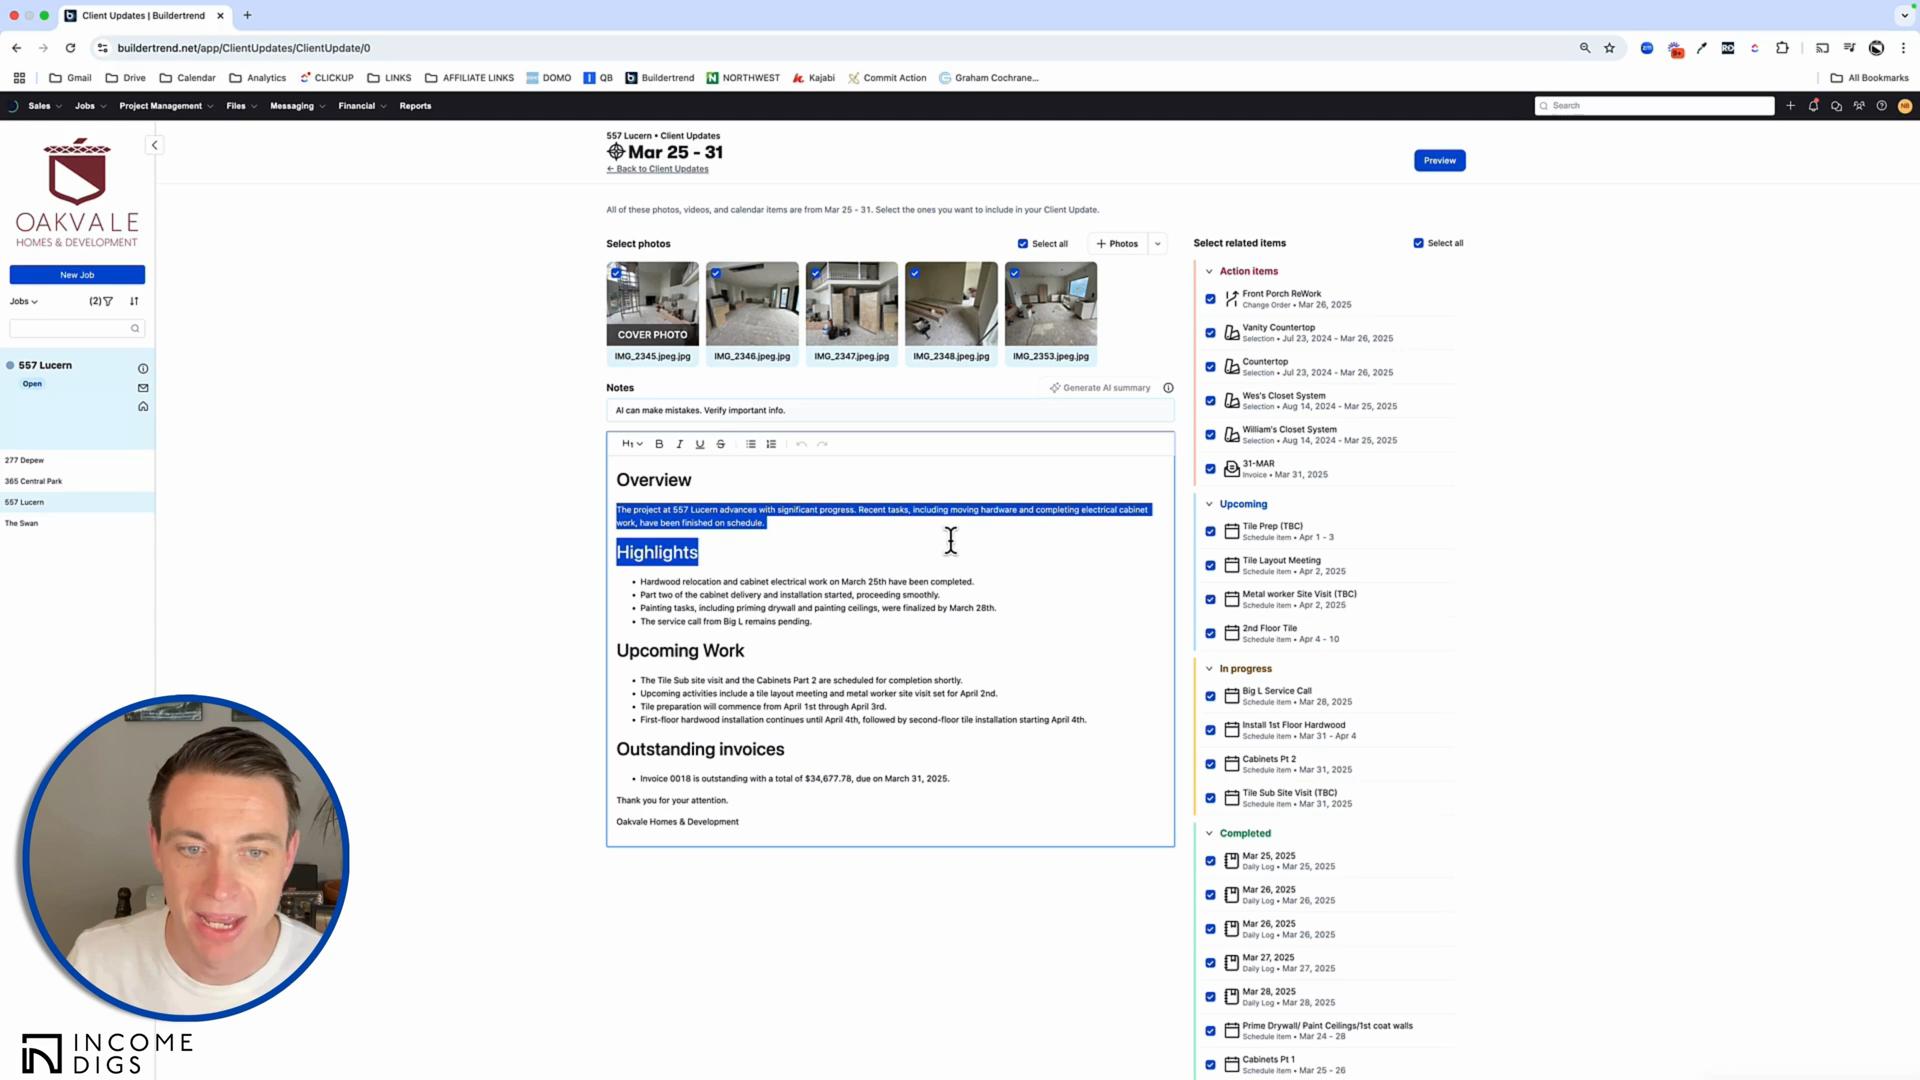 Client Updates | Buildertrend
buildertrend.net/app/ClientUpdates/ClientUpdate/0
Gmail Drive Calendar Analytics CLICKUP LINKS AFFILIATE LINKS DOMO QB Buildertrend NORTHWEST Kajabi Commit Action Graham Cochrane... All Bookmarks
Sales Jobs Project Management Files Messaging Financial Reports Search
OAKVALE
HOMES & DEVELOPMENT
New Job
Jobs (2)
557 Lucern
Open
277 Depew
365 Central Park
557 Lucern
The Swan
557 Lucern • Client Updates
Mar 25 - 31
← Back to Client Updates
Preview
All of these photos, videos, and calendar items are from Mar 25 - 31. Select the ones you want to include in your Client Update.
Select photos Select all + Photos
COVER PHOTO
IMG_2345.jpeg.jpg IMG_2346.jpeg.jpg IMG_2347.jpeg.jpg IMG_2348.jpeg.jpg IMG_2353.jpeg.jpg
Notes Generate AI summary
AI can make mistakes. Verify important info.
H1 B I U S
Overview
The project at 557 Lucern advances with significant progress. Recent tasks, including moving hardware and completing electrical cabinet
work, have been finished on schedule.
Highlights
• Hardwood relocation and cabinet electrical work on March 25th have been completed.
• Part two of the cabinet delivery and installation started, proceeding smoothly.
• Painting tasks, including priming drywall and painting ceilings, were finalized by March 28th.
• The service call from Big L remains pending.
Upcoming Work
• The Tile Sub site visit and the Cabinets Part 2 are scheduled for completion shortly.
• Upcoming activities include a tile layout meeting and metal worker site visit set for April 2nd.
• Tile preparation will commence from April 1st through April 3rd.
• First-floor hardwood installation continues until April 4th, followed by second-floor tile installation starting April 4th.
Outstanding invoices
• Invoice 0018 is outstanding with a total of $34,677.78, due on March 31, 2025.
Thank you for your attention.
Oakvale Homes & Development
Select related items Select all
Action items
Front Porch ReWork
Change Order • Mar 26, 2025
Vanity Countertop
Selection • Jul 23, 2024 - Mar 26, 2025
Countertop
Selection • Jul 23, 2024 - Mar 26, 2025
Wes's Closet System
Selection • Aug 14, 2024 - Mar 25, 2025
William's Closet System
Selection • Aug 14, 2024 - Mar 25, 2025
31-MAR
Invoice • Mar 31, 2025
Upcoming
Tile Prep (TBC)
Schedule item • Apr 1 - 3
Tile Layout Meeting
Schedule item • Apr 2, 2025
Metal worker Site Visit (TBC)
Schedule item • Apr 2, 2025
2nd Floor Tile
Schedule item • Apr 4 - 10
In progress
Big L Service Call
Schedule item • Mar 28, 2025
Install 1st Floor Hardwood
Schedule item • Mar 31 - Apr 4
Cabinets Pt 2
Schedule item • Mar 31, 2025
Tile Sub Site Visit (TBC)
Schedule item • Mar 31, 2025
Completed
Mar 25, 2025
Daily Log • Mar 25, 2025
Mar 26, 2025
Daily Log • Mar 26, 2025
Mar 26, 2025
Daily Log • Mar 26, 2025
Mar 27, 2025
Daily Log • Mar 27, 2025
Mar 28, 2025
Daily Log • Mar 28, 2025
Prime Drywall/ Paint Ceilings/1st coat walls
Schedule item • Mar 24 - 28
Cabinets Pt 1
Schedule item • Mar 25 - 26
INCOME
DIGS